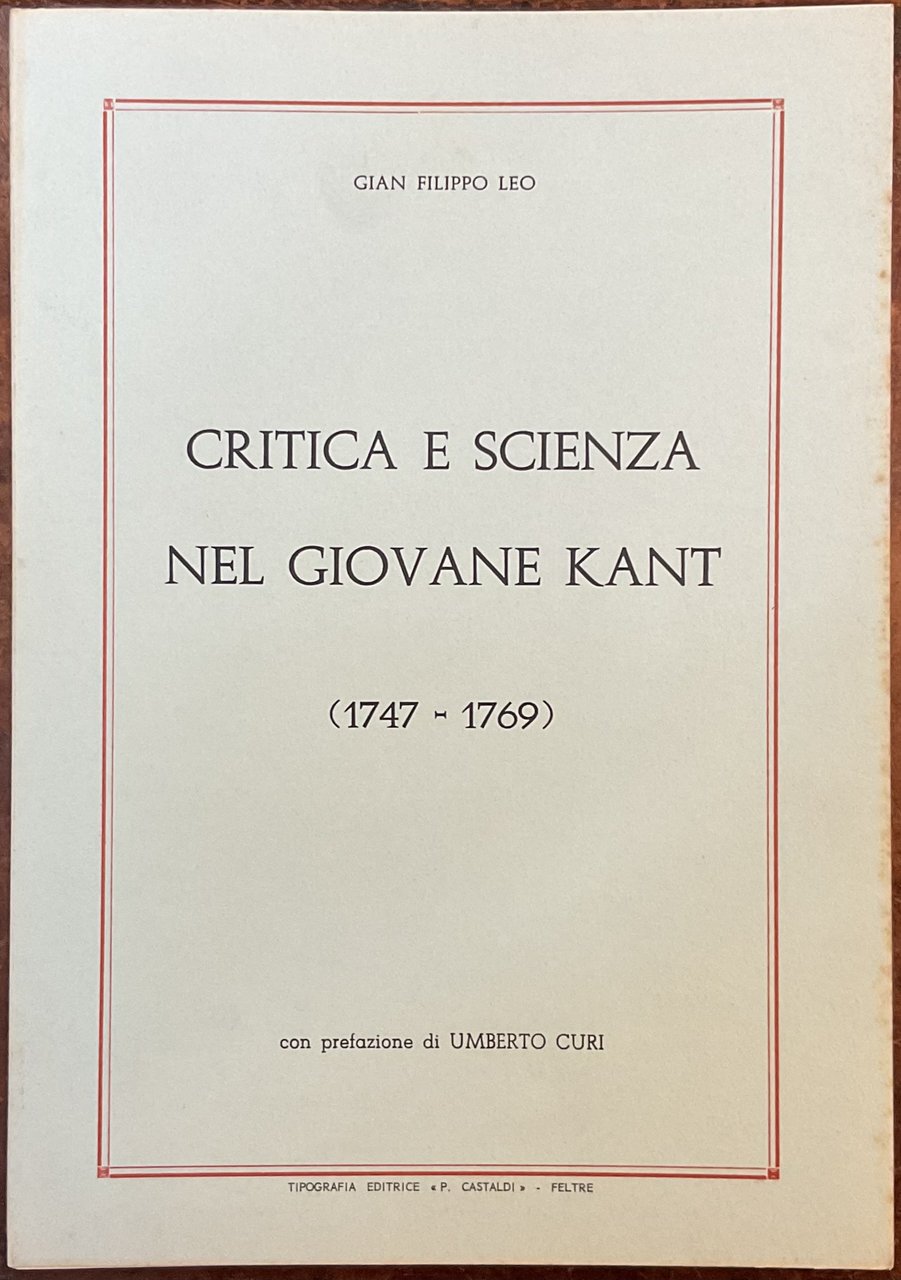 GIAN FILIPPO LEO
CRITICA E SCIENZA
NEL GIOVANE KANT
(1747 - 1769)
con prefazione di UMBERTO CURI
TIPOGRAFIA EDITRICE «P. CASTALDI» - FELTRE